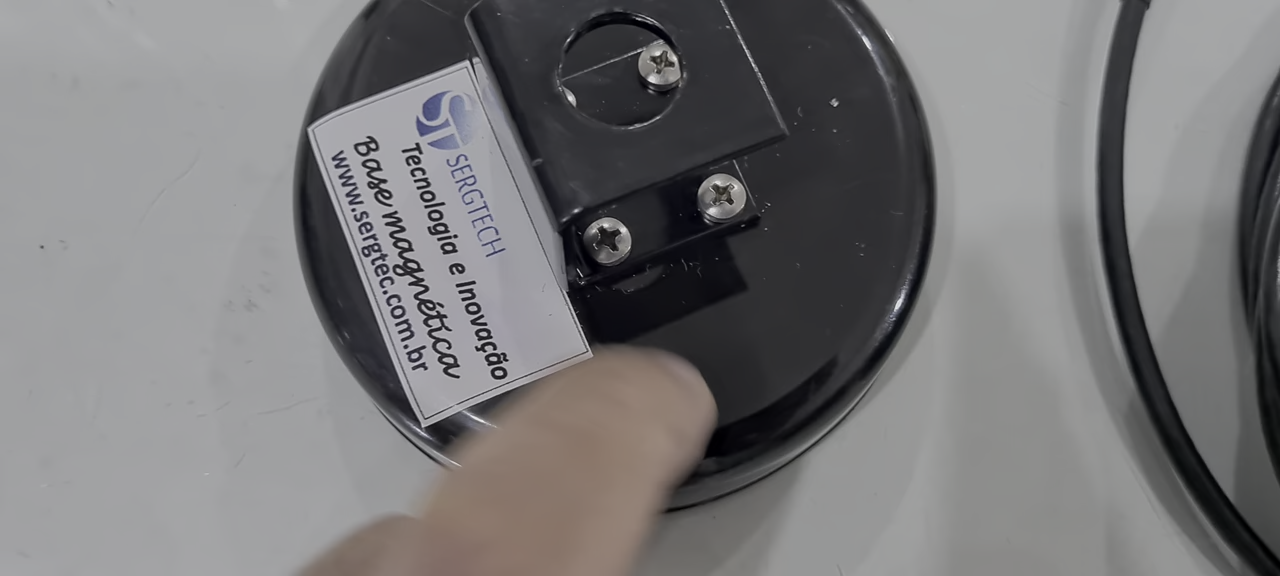 ST
SERGTECH
Tecnologia e Inovação
Base magnética
www.sergtec.com.br